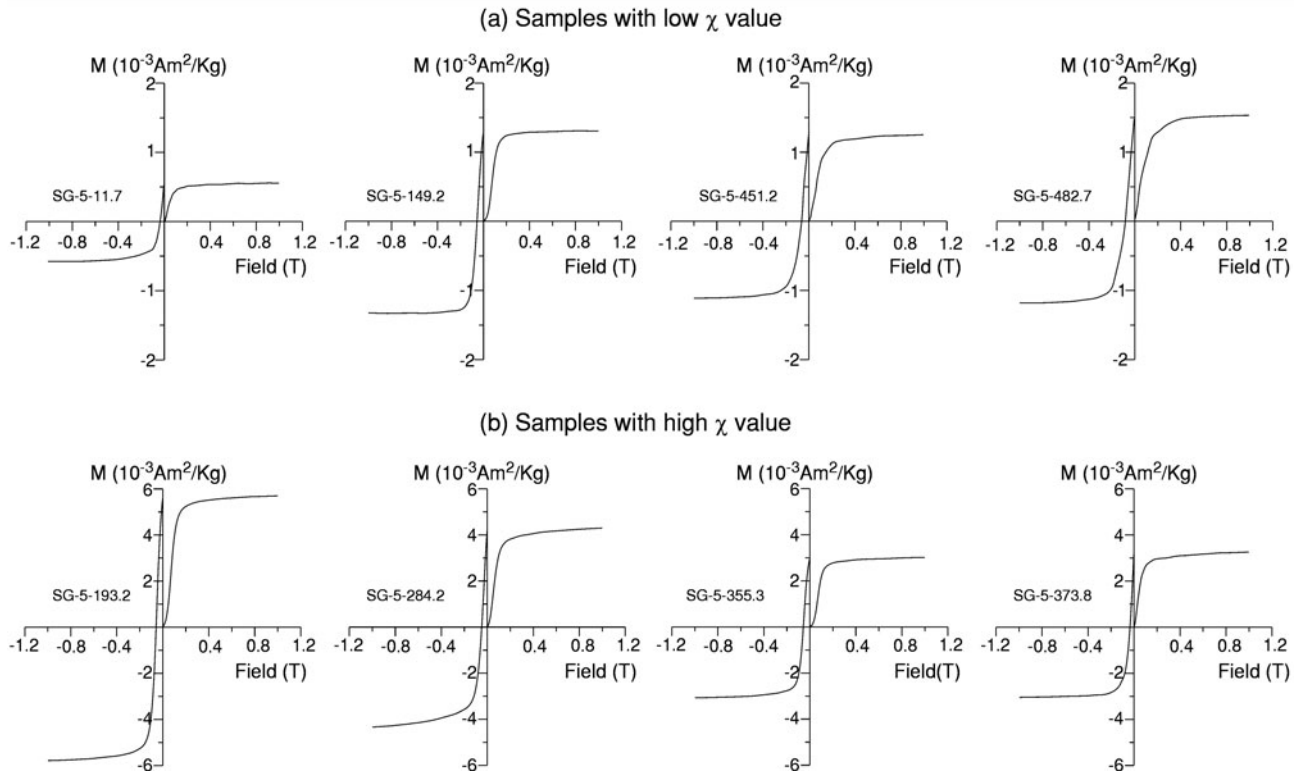 (a) Samples with low χ value
M (10⁻³Am²/Kg) M (10⁻³Am²/Kg) M (10⁻³Am²/Kg) M (10⁻³Am²/Kg)
2 2 2 2
1 1 1 1
SG-5-11.7 SG-5-149.2 SG-5-451.2 SG-5-482.7
-1.2 -0.8 -0.4 0.4 0.8 1.2 -1.2 -0.8 -0.4 0.4 0.8 1.2 -1.2 -0.8 -0.4 0.4 0.8 1.2 -1.2 -0.8 -0.4 0.4 0.8 1.2
Field (T) Field (T) Field (T) Field (T)
-1 -1 -1 -1
-2 -2 -2 -2
(b) Samples with high χ value
M (10⁻³Am²/Kg) M (10⁻³Am²/Kg) M (10⁻³Am²/Kg) M (10⁻³Am²/Kg)
6 6 6 6
4 4 4 4
2 2 2 2
SG-5-193.2 SG-5-284.2 SG-5-355.3 SG-5-373.8
-1.2 -0.8 -0.4 0.4 0.8 1.2 -1.2 -0.8 -0.4 0.4 0.8 1.2 -1.2 -0.8 -0.4 0.4 0.8 1.2 -1.2 -0.8 -0.4 0.4 0.8 1.2
Field (T) Field (T) Field(T) Field (T)
-2 -2 -2 -2
-4 -4 -4 -4
-6 -6 -6 -6